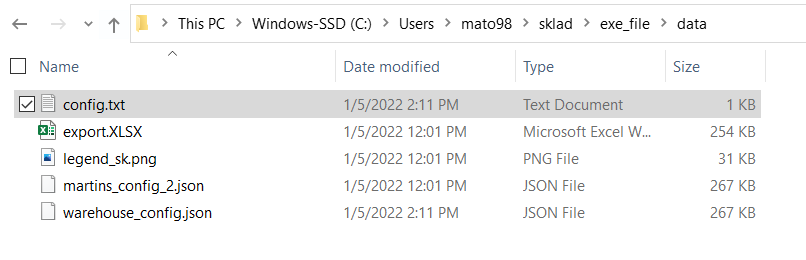 This PC > Windows-SSD (C:) > Users > mato98 > sklad > exe_file > data
Name Date modified Type Size
config.txt 1/5/2022 2:11 PM Text Document 1 KB
export.XLSX 1/5/2022 12:01 PM Microsoft Excel W... 254 KB
legend_sk.png 1/5/2022 12:01 PM PNG File 31 KB
martins_config_2.json 1/5/2022 12:01 PM JSON File 267 KB
warehouse_config.json 1/5/2022 2:11 PM JSON File 267 KB